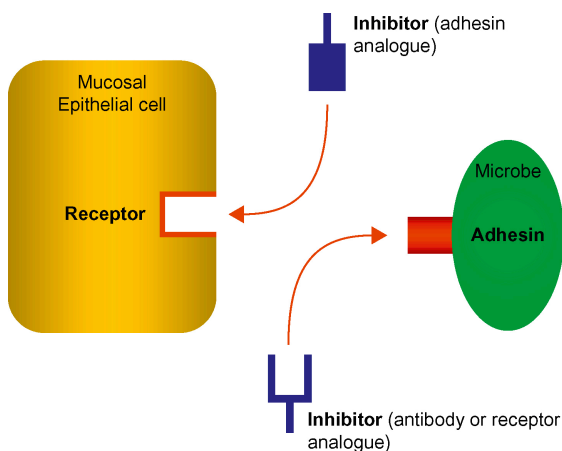 Inhibitor (adhesin
analogue)
Mucosal
Epithelial cell
Receptor
Microbe
Adhesin
Inhibitor (antibody or receptor
analogue)